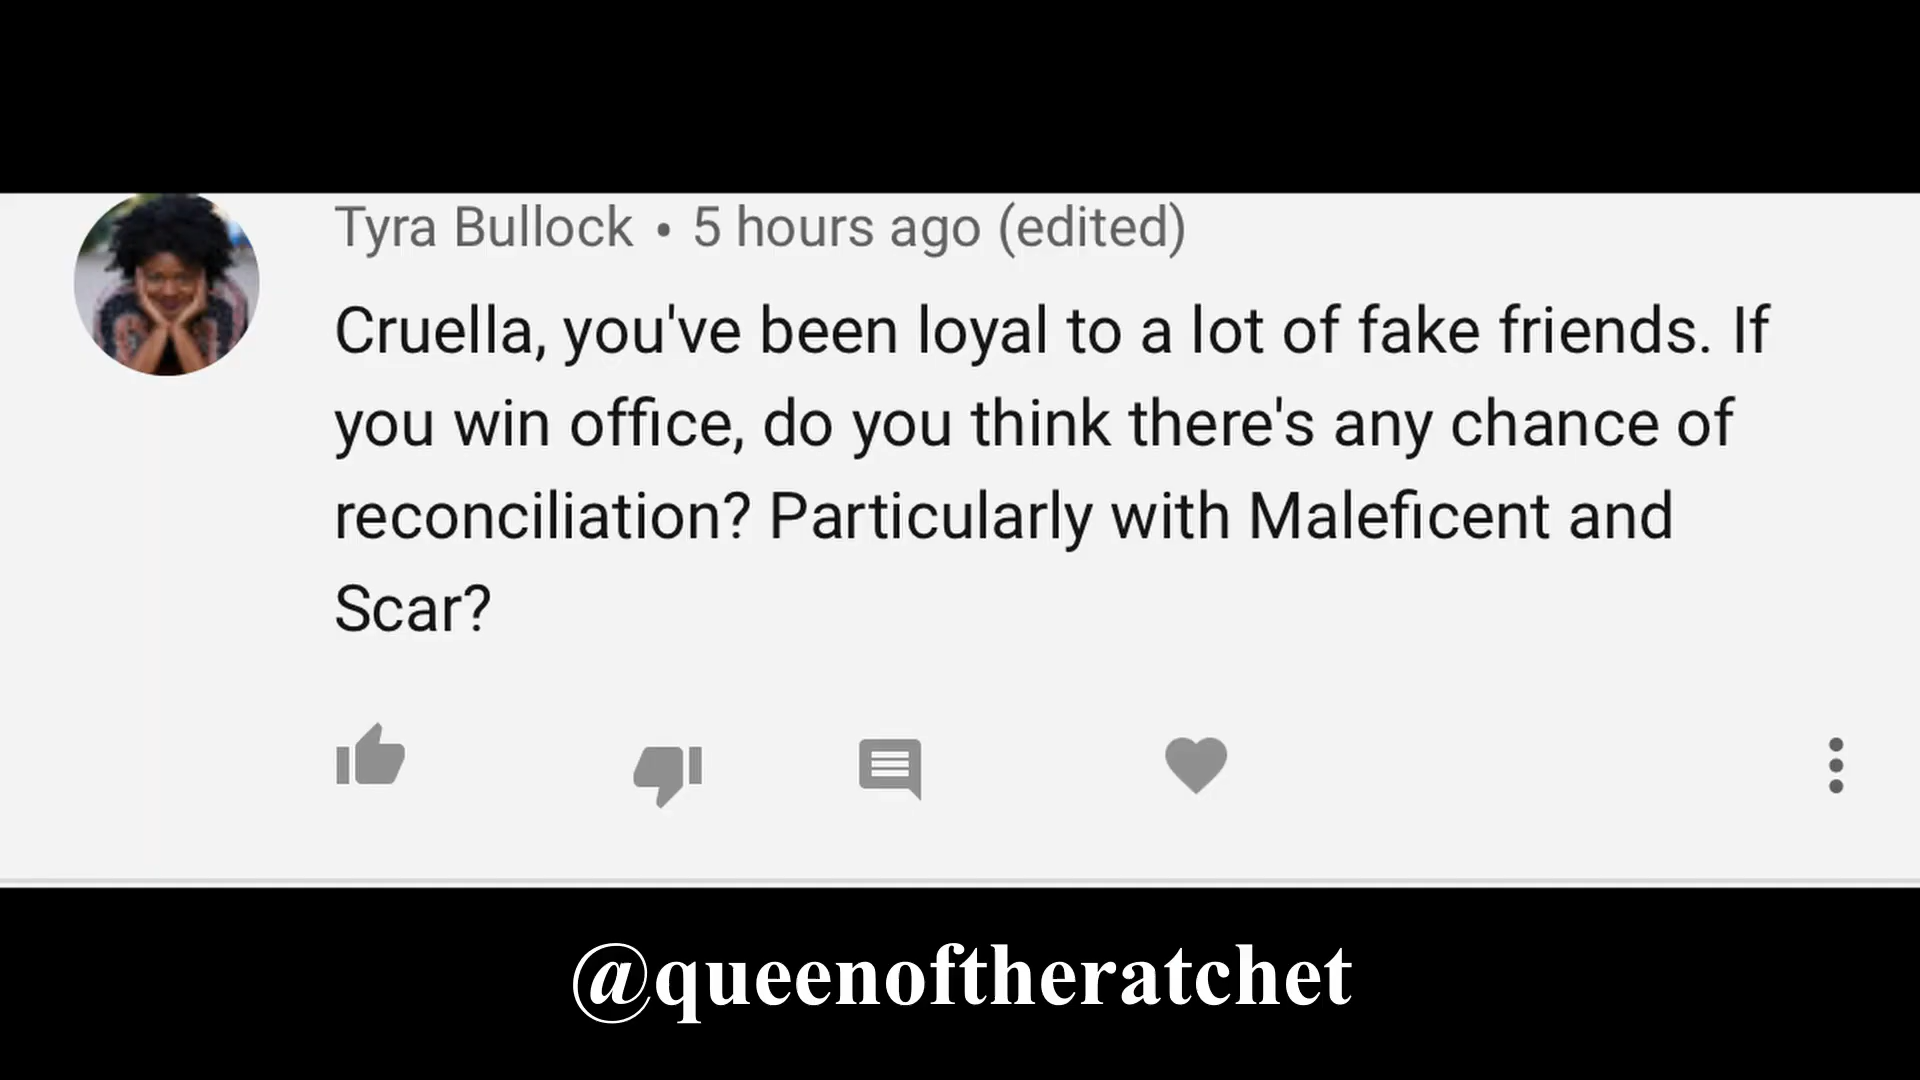 Tyra Bullock • 5 hours ago (edited)
Cruella, you've been loyal to a lot of fake friends. If
you win office, do you think there's any chance of
reconciliation? Particularly with Maleficent and
Scar?
@queenoftheratchet